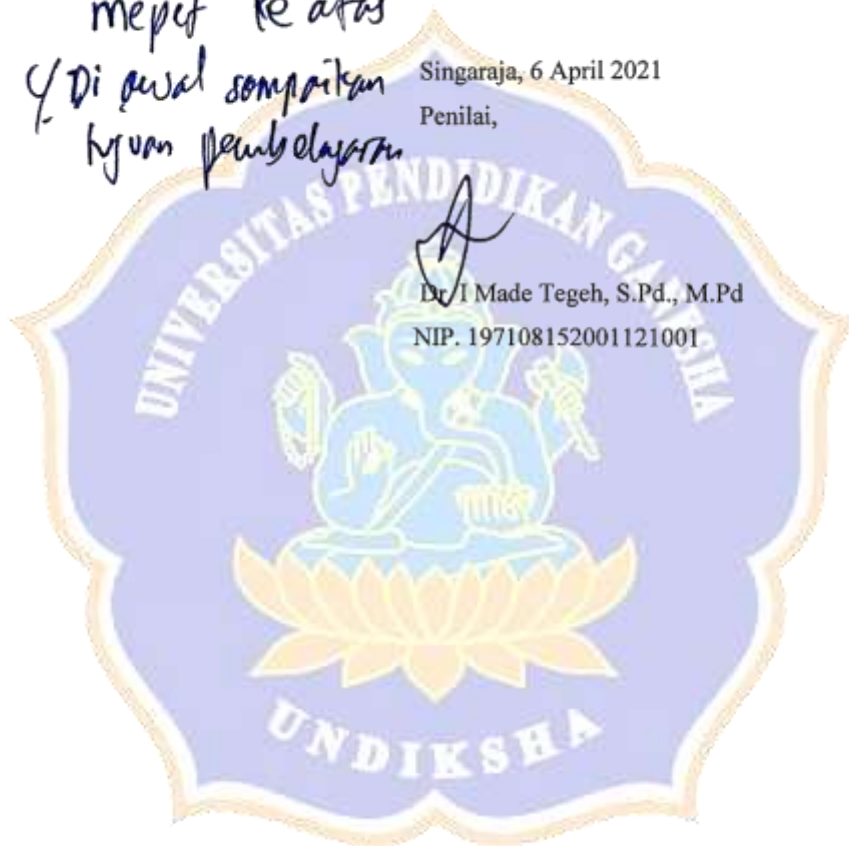 mepet ke atas
4/ Di awal sampaikan
tujuan pembelajaran
Singaraja, 6 April 2021
Penilai,
Dr. I Made Tegeh, S.Pd., M.Pd
NIP. 197108152001121001
UNIVERSITAS PENDIDIKAN GANESHA
UNDIKSHA